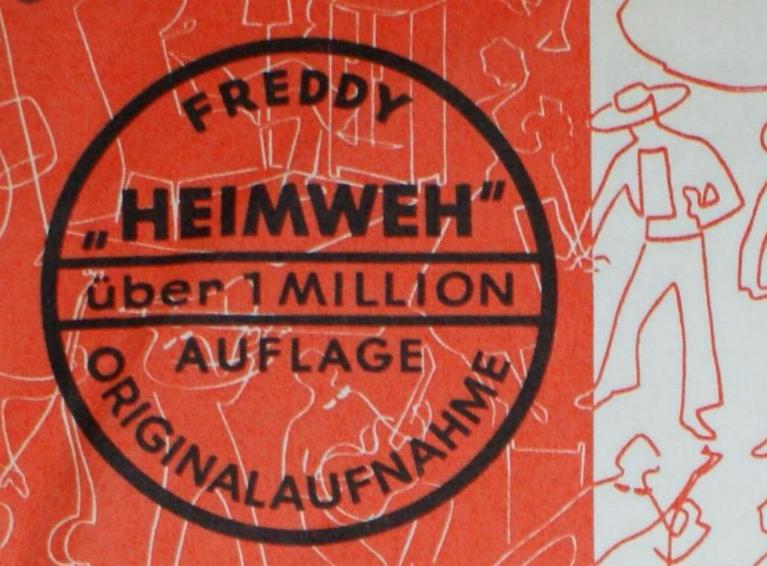 FREDDY
„HEIMWEH"
über 1 MILLION
AUFLAGE
ORIGINALAUFNAHME